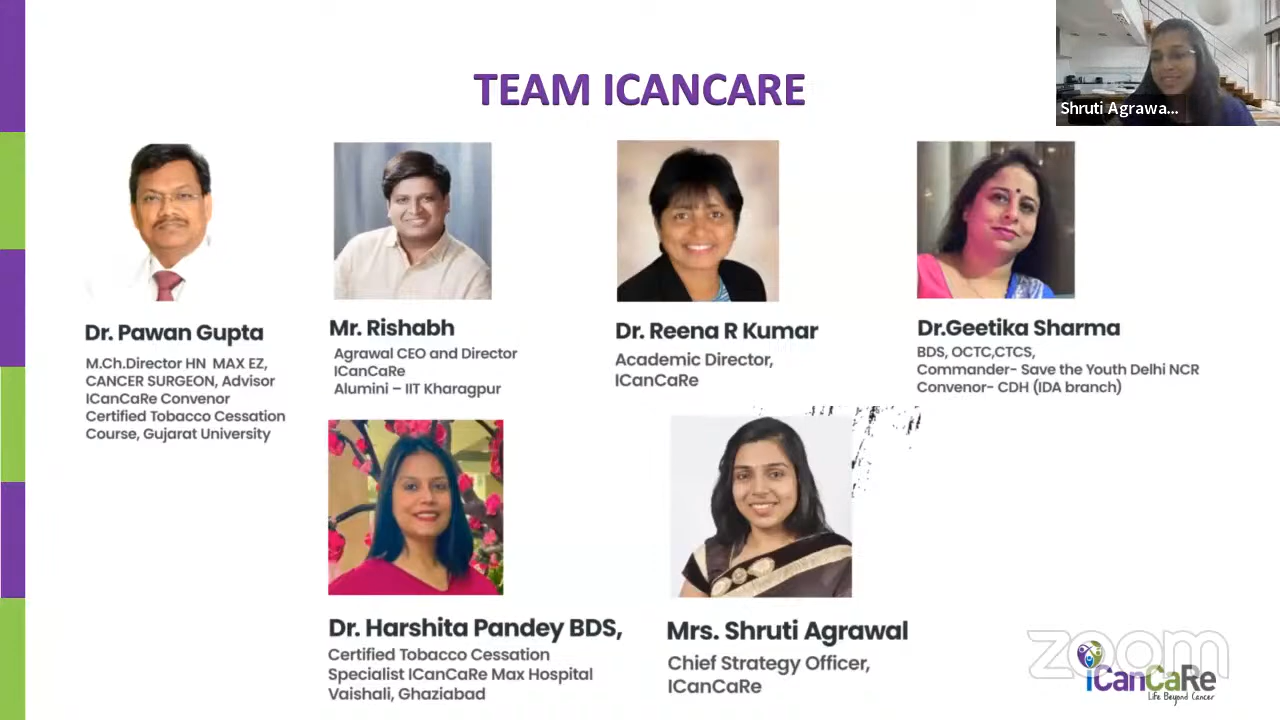 TEAM ICANCARE
Shruti Agrawa...
Dr. Pawan Gupta
M.Ch.Director HN MAX EZ,
CANCER SURGEON, Advisor
ICanCaRe Convenor
Certified Tobacco Cessation
Course, Gujarat University
Mr. Rishabh
Agrawal CEO and Director
ICanCaRe
Alumini – IIT Kharagpur
Dr. Reena R Kumar
Academic Director,
ICanCaRe
Dr.Geetika Sharma
BDS, OCTC,CTCS,
Commander- Save the Youth Delhi NCR
Convenor- CDH (IDA branch)
Dr. Harshita Pandey BDS,
Certified Tobacco Cessation
Specialist ICanCaRe Max Hospital
Vaishali, Ghaziabad
Mrs. Shruti Agrawal
Chief Strategy Officer,
ICanCaRe
zoom
iCanCaRe
Life Beyond Cancer